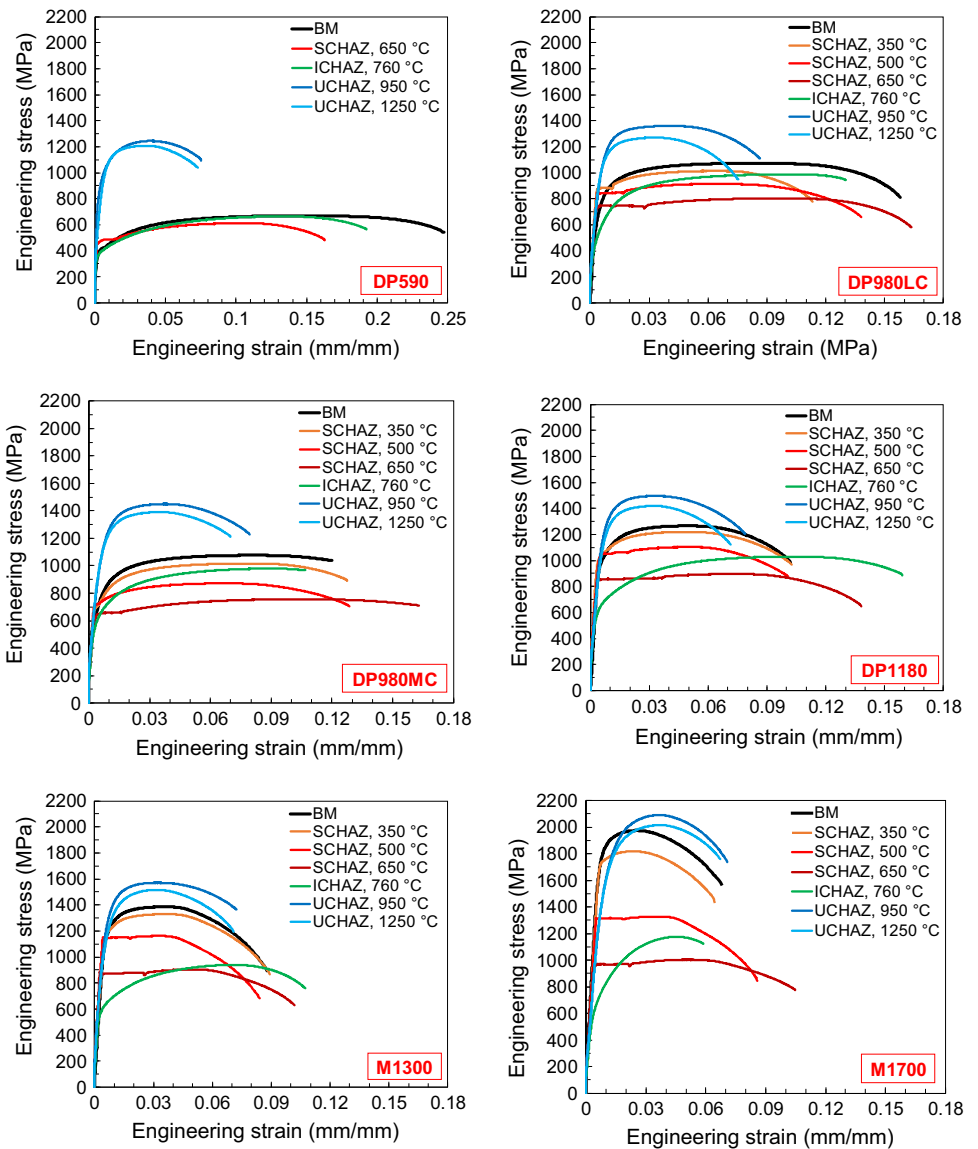 Engineering stress (MPa)
2200
2000
1800
1600
1400
1200
1000
800
600
400
200
0
0
0.05
0.1
0.15
0.2
0.25
Engineering strain (mm/mm)
BM
SCHAZ, 650 °C
ICHAZ, 760 °C
UCHAZ, 950 °C
UCHAZ, 1250 °C
DP590
Engineering stress (MPa)
2200
2000
1800
1600
1400
1200
1000
800
600
400
200
0
0
0.03
0.06
0.09
0.12
0.15
0.18
Engineering strain (MPa)
BM
SCHAZ, 350 °C
SCHAZ, 500 °C
SCHAZ, 650 °C
ICHAZ, 760 °C
UCHAZ, 950 °C
UCHAZ, 1250 °C
DP980LC
Engineering stress (MPa)
2200
2000
1800
1600
1400
1200
1000
800
600
400
200
0
0
0.03
0.06
0.09
0.12
0.15
0.18
Engineering strain (mm/mm)
BM
SCHAZ, 350 °C
SCHAZ, 500 °C
SCHAZ, 650 °C
ICHAZ, 760 °C
UCHAZ, 950 °C
UCHAZ, 1250 °C
DP980MC
Engineering stress (MPa)
2200
2000
1800
1600
1400
1200
1000
800
600
400
200
0
0
0.03
0.06
0.09
0.12
0.15
0.18
Engineering strain (mm/mm)
BM
SCHAZ, 350 °C
SCHAZ, 500 °C
SCHAZ, 650 °C
ICHAZ, 760 °C
UCHAZ, 950 °C
UCHAZ, 1250 °C
DP1180
Engineering stress (MPa)
2200
2000
1800
1600
1400
1200
1000
800
600
400
200
0
0
0.03
0.06
0.09
0.12
0.15
0.18
Engineering strain (mm/mm)
BM
SCHAZ, 350 °C
SCHAZ, 500 °C
SCHAZ, 650 °C
ICHAZ, 760 °C
UCHAZ, 950 °C
UCHAZ, 1250 °C
M1300
Engineering stress (MPa)
2200
2000
1800
1600
1400
1200
1000
800
600
400
200
0
0
0.03
0.06
0.09
0.12
0.15
0.18
Engineering strain (mm/mm)
BM
SCHAZ, 350 °C
SCHAZ, 500 °C
SCHAZ, 650 °C
ICHAZ, 760 °C
UCHAZ, 950 °C
UCHAZ, 1250 °C
M1700